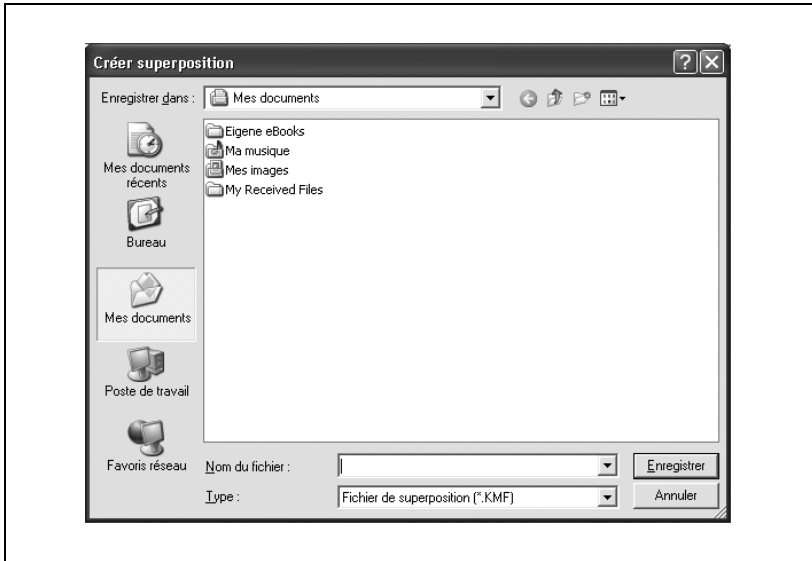 Créer superposition
Enregistrer dans :
Mes documents
Mes documents
récents
Bureau
Mes documents
Poste de travail
Favoris réseau
Eigene eBooks
Ma musique
Mes images
My Received Files
Nom du fichier :
Enregistrer
Type :
Fichier de superposition (*.KMF)
Annuler